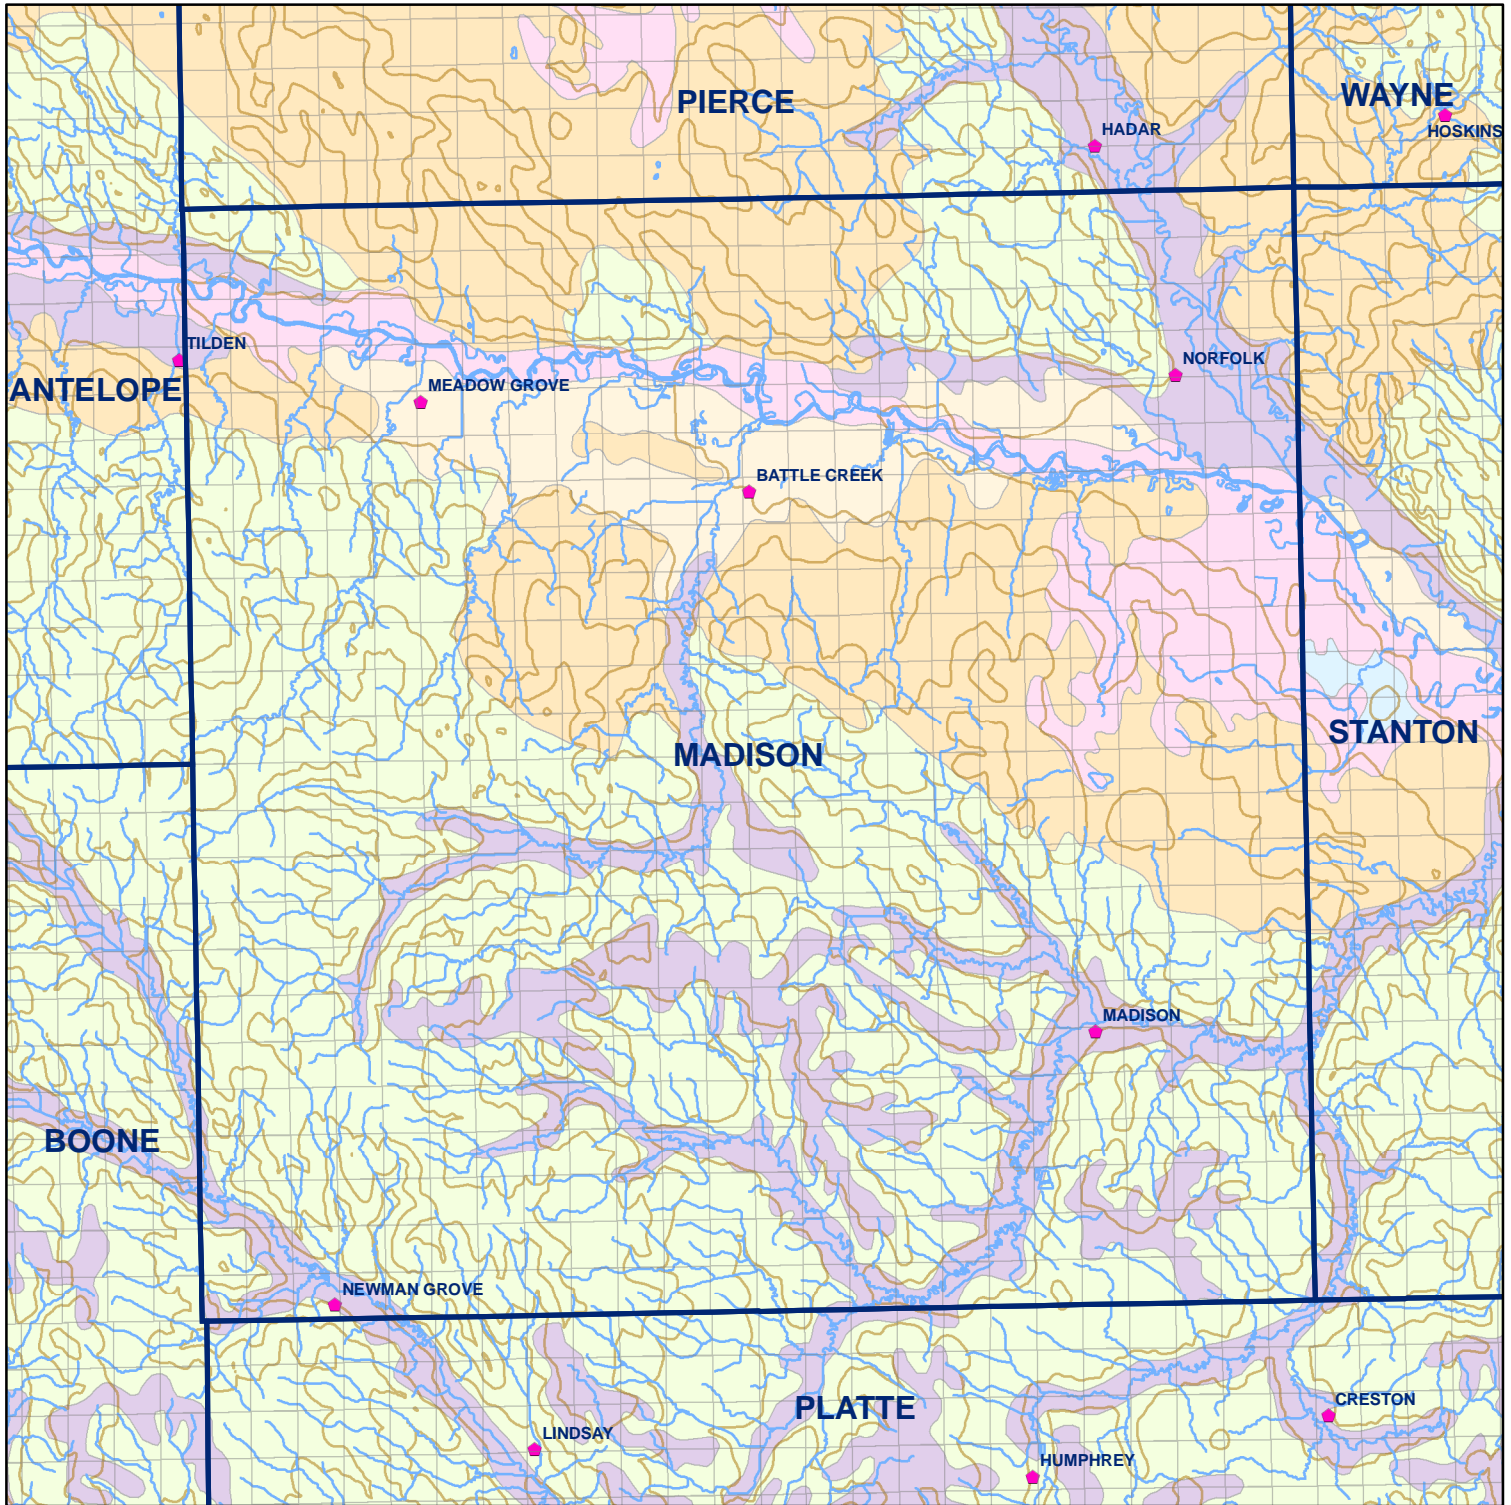 PIERCE
WAYNE
HADAR
HOSKINS
TILDEN
ANTELOPE
MEADOW GROVE
NORFOLK
BATTLE CREEK
STANTON
MADISON
MADISON
BOONE
NEWMAN GROVE
PLATTE
CRESTON
LINDSAY
HUMPHREY